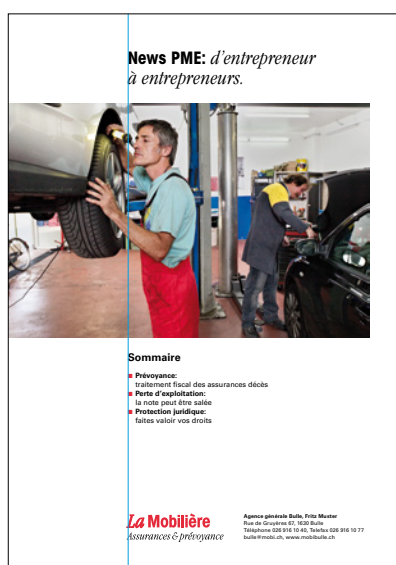 News PME: d'entrepreneur
à entrepreneurs.
Sommaire
Prévoyance:
traitement fiscal des assurances décès
Perte d'exploitation:
la note peut être salée
Protection juridique:
faites valoir vos droits
La Mobilière
Assurances & prévoyance
Agence générale Bulle, Fritz Muster
Rue de Gruyères 67, 1630 Bulle
Téléphone 026 916 10 40, Telefax 026 916 10 77
bulle@mobi.ch, www.mobibulle.ch